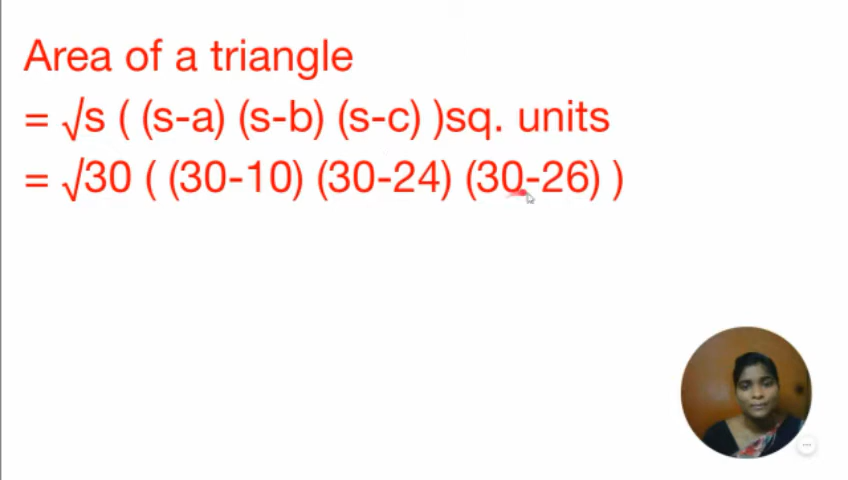 Area of a triangle
= √s ( (s-a) (s-b) (s-c) )sq. units
= √30 ( (30-10) (30-24) (30-26) )